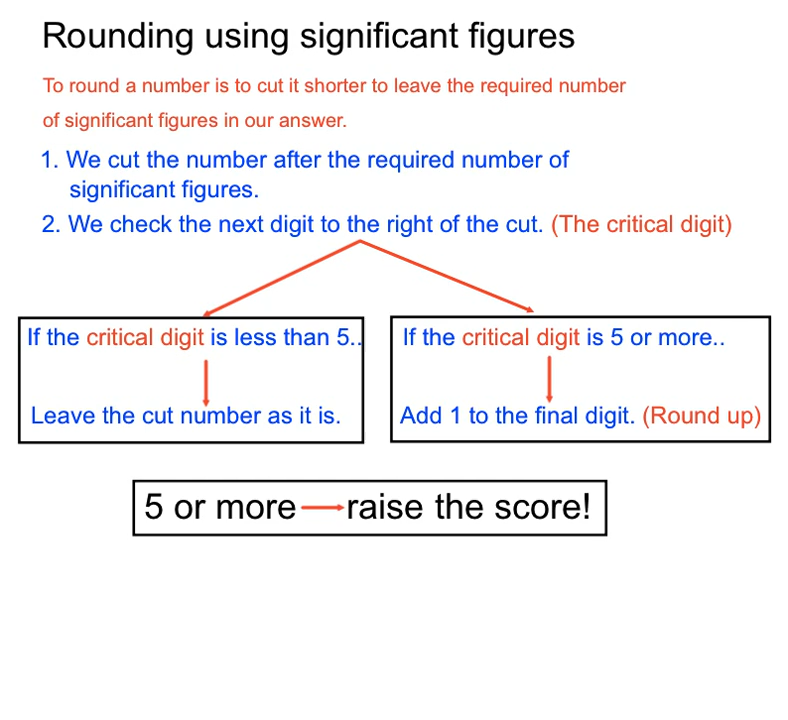 Rounding using significant figures
To round a number is to cut it shorter to leave the required number
of significant figures in our answer.
1. We cut the number after the required number of
significant figures.
2. We check the next digit to the right of the cut. (The critical digit)
If the critical digit is less than 5..
Leave the cut number as it is.
If the critical digit is 5 or more..
Add 1 to the final digit. (Round up)
5 or more raise the score!